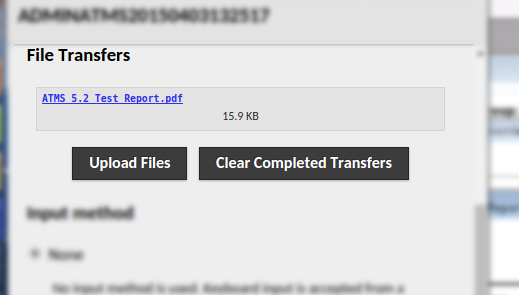 ADMINATMS20150403132517
File Transfers
ATMS 5.2 Test Report.pdf
15.9 KB
Upload Files
Clear Completed Transfers
Input method
None
No input method is used. Keyboard input is accepted from a